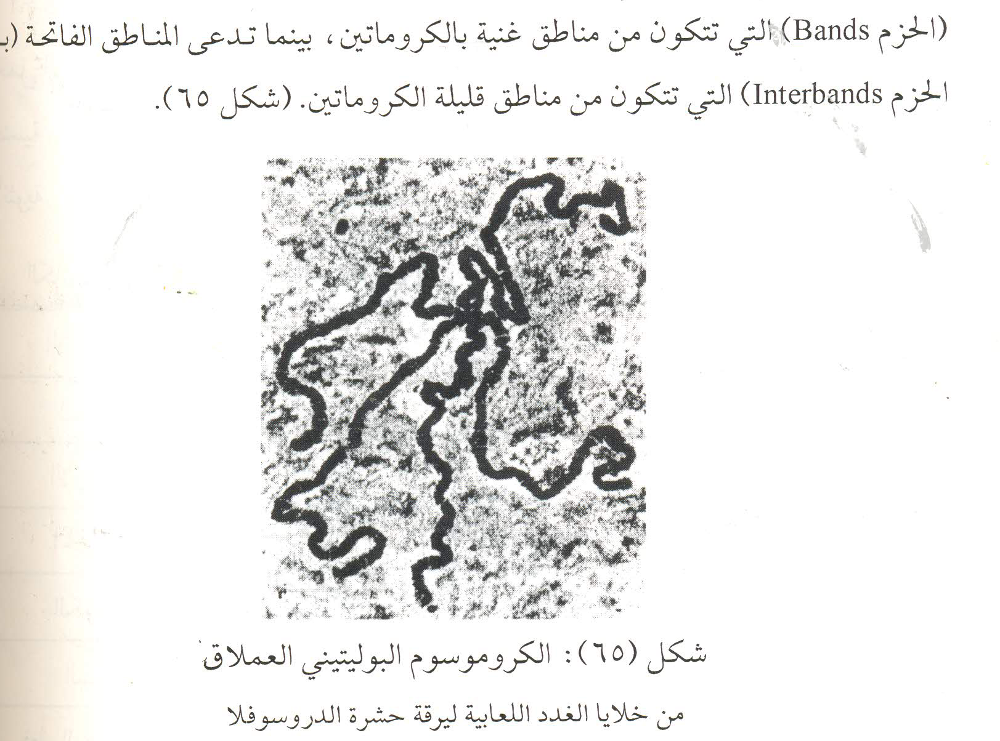 (الحزم Bands) التي تتكون من مناطق غنية بالكروماتين، بينما تدعى المناطق الفاتحة
الحزم Interbands) التي تتكون من مناطق قليلة الكروماتين. (شكل ٦٥).
شكل (٦٥): الكروموسوم البوليتيني العملاق
من خلايا الغدد اللعابية ليرقة حشرة الدروسوفلا